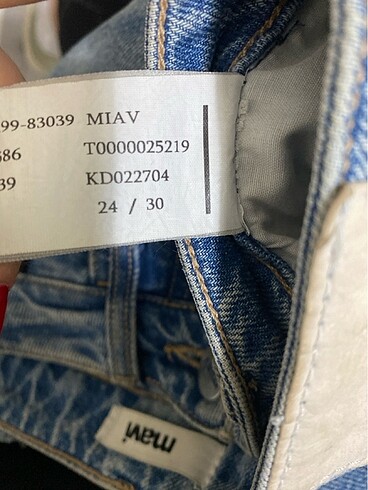 99-83039 MIAV
686 T0000025219
39 KD022704
24 / 30
mavi